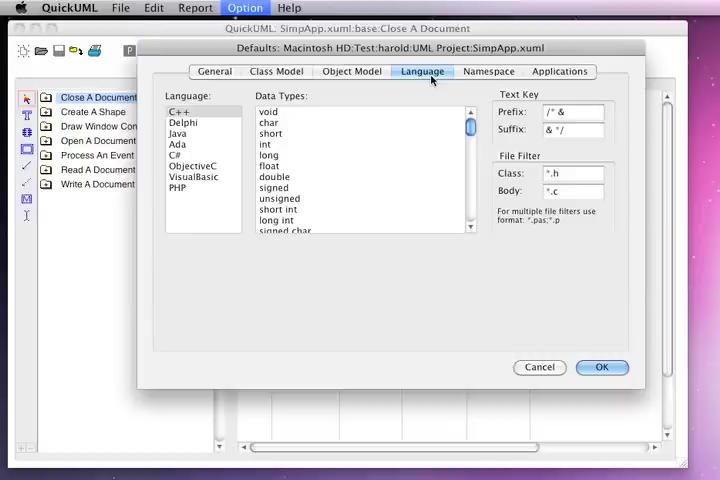 QuickUML File Edit Report Option Help
QuickUML: SimpApp.xuml:base:Close A Document
Defaults: Macintosh HD:Test:harold:UML Project:SimpApp.xuml
General Class Model Object Model Language Namespace Applications
P
Close A Document
Create A Shape
Draw Window Con
Open A Document
Process An Event
Read A Document
Write A Document
Language:
C++
Delphi
Java
Ada
C#
ObjectiveC
VisualBasic
PHP
Data Types:
void
char
short
int
long
float
double
signed
unsigned
short int
long int
signed char
Text Key
Prefix: /* &
Suffix: & */
File Filter
Class: *.h
Body: *.c
For multiple file filters use
format: *.pas;*.p
Cancel OK